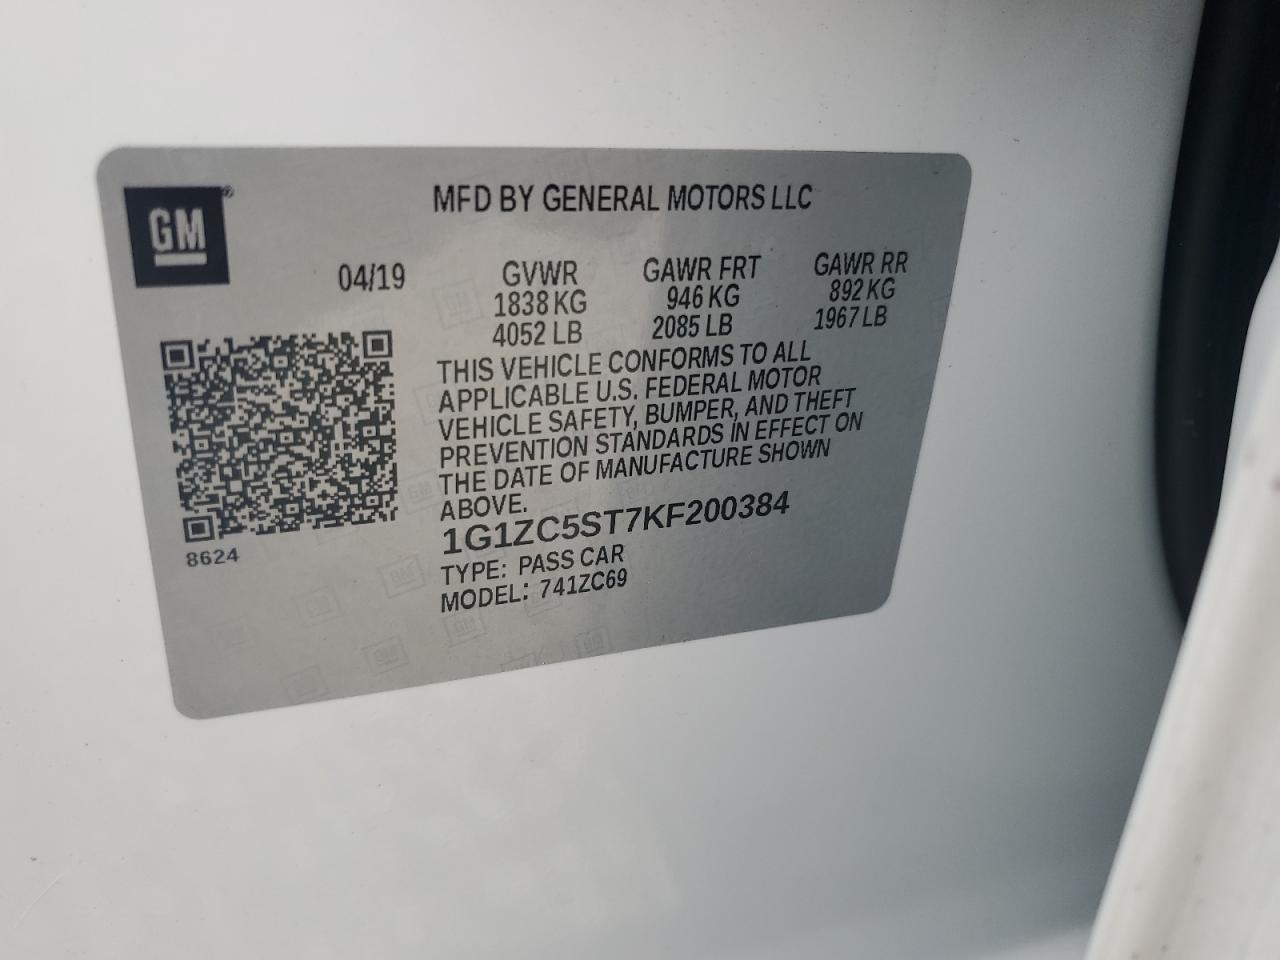 GM®
MFD BY GENERAL MOTORS LLC
04/19
GVWR
1838 KG
4052 LB
GAWR FRT
946 KG
2085 LB
GAWR RR
892 KG
1967 LB
THIS VEHICLE CONFORMS TO ALL
APPLICABLE U.S. FEDERAL MOTOR
VEHICLE SAFETY, BUMPER, AND THEFT
PREVENTION STANDARDS IN EFFECT ON
THE DATE OF MANUFACTURE SHOWN
ABOVE.
1G1ZC5ST7KF200384
TYPE: PASS CAR
MODEL: 741ZC69
8624